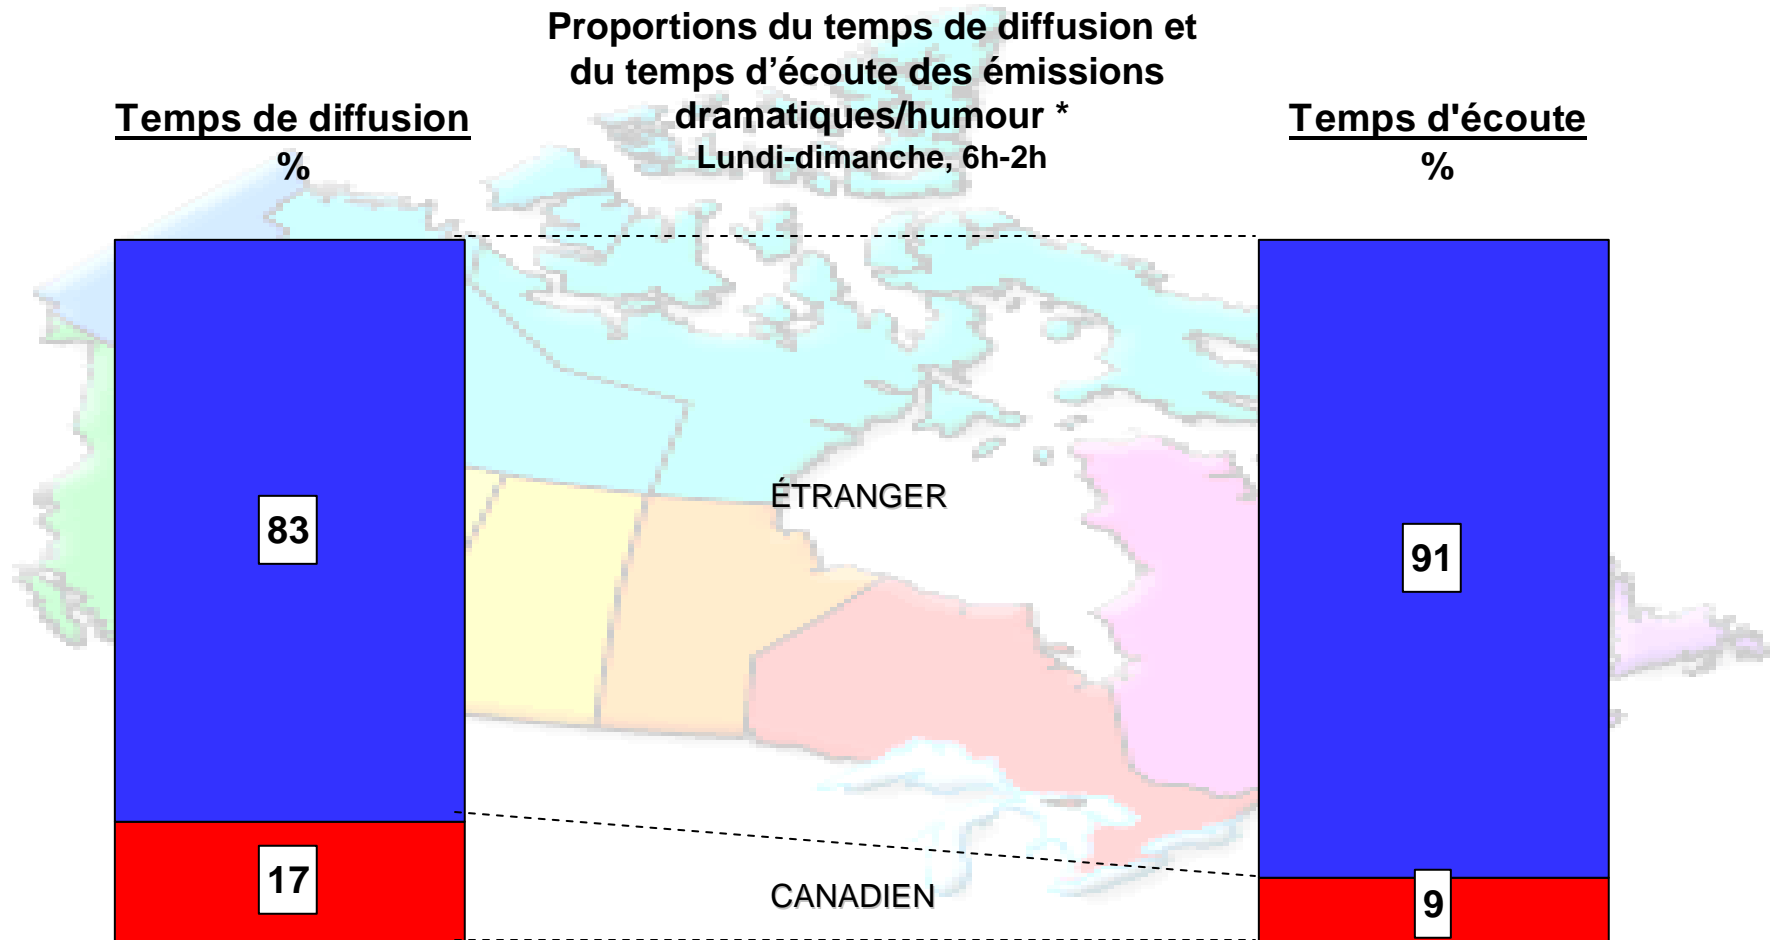 Proportions du temps de diffusion et
du temps d’écoute des émissions
dramatiques/humour *
Lundi-dimanche, 6h-2h
Temps de diffusion
%
Temps d'écoute
%
83
ÉTRANGER
91
17
CANADIEN
9